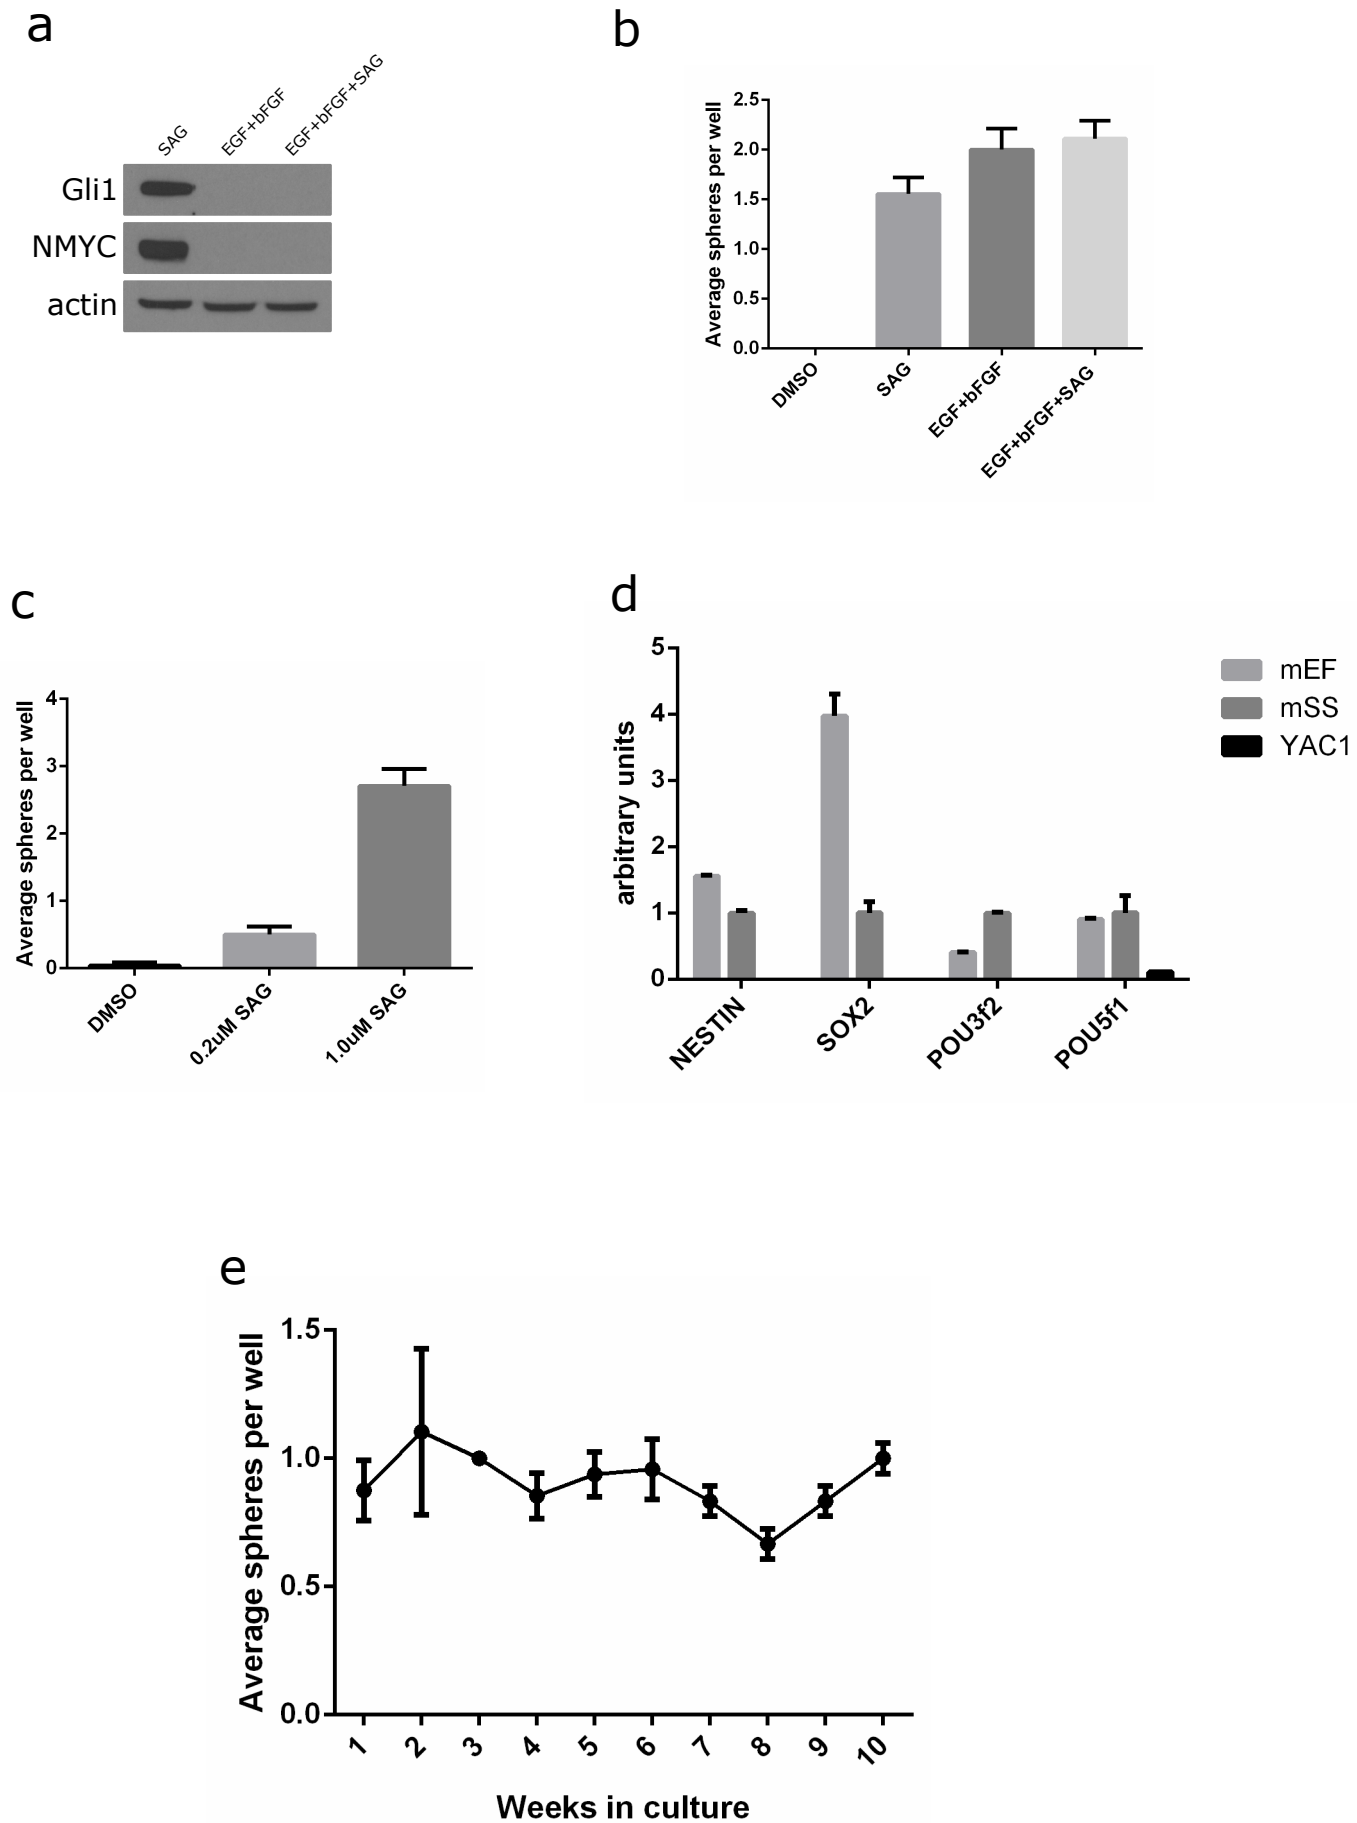 a
SAG
EGF+bFGF
EGF+bFGF+SAG
Gli1
NMYC
actin
b
Average spheres per well
2.5
2.0
1.5
1.0
0.5
0.0
DMSO
SAG
EGF+bFGF
EGF+bFGF+SAG
c
Average spheres per well
4
3
2
1
0
DMSO
0.2uM SAG
1.0uM SAG
d
arbitrary units
5
4
3
2
1
0
NESTIN
SOX2
POU3f2
POU5f1
mEF
mSS
YAC1
e
Average spheres per well
1.5
1.0
0.5
0.0
1
2
3
4
5
6
7
8
9
10
Weeks in culture